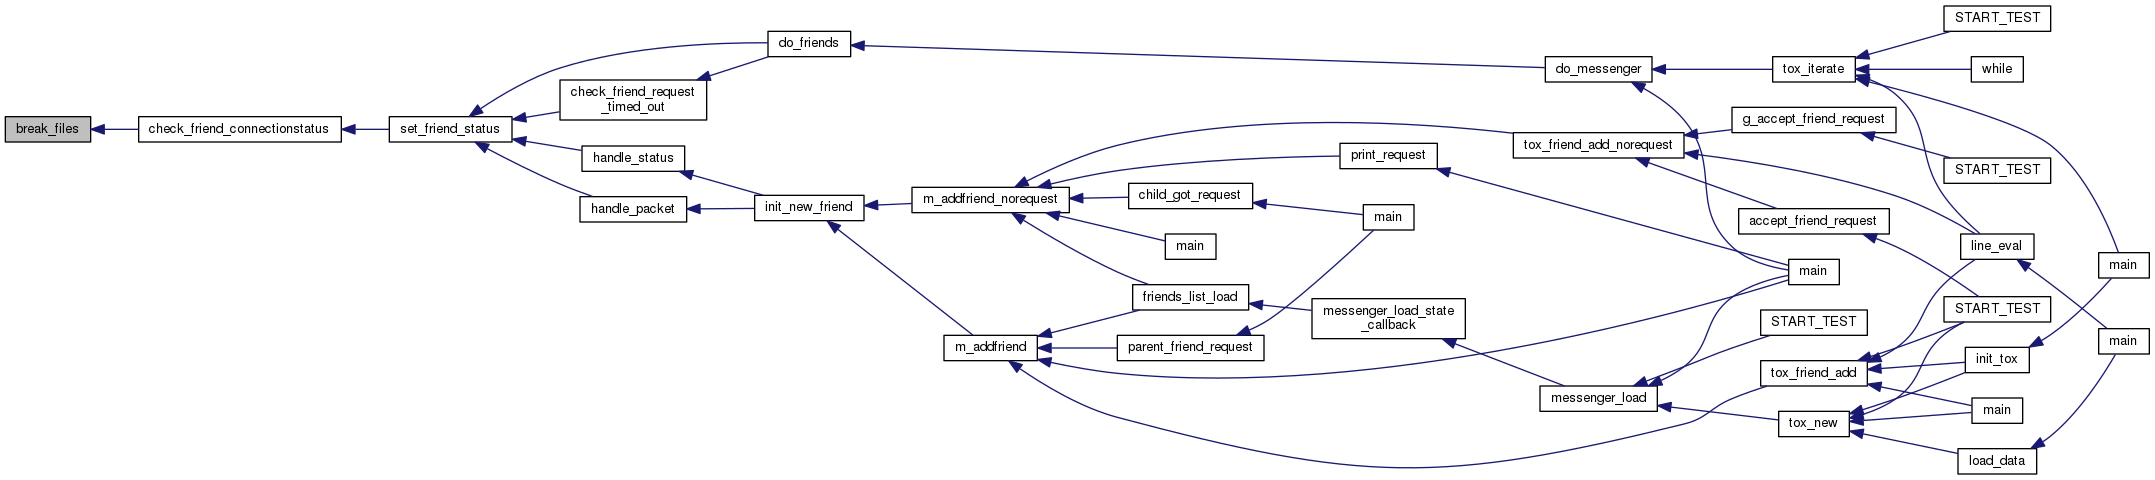 break_files
check_friend_connectionstatus
set_friend_status
do_friends
check_friend_request
_timed_out
handle_status
handle_packet
init_new_friend
m_addfriend_norequest
m_addfriend
child_got_request
main
friends_list_load
parent_friend_request
print_request
main
messenger_load_state
_callback
do_messenger
tox_friend_add_norequest
messenger_load
tox_iterate
g_accept_friend_request
accept_friend_request
main
START_TEST
tox_friend_add
tox_new
START_TEST
while
START_TEST
line_eval
START_TEST
init_tox
main
load_data
main
main